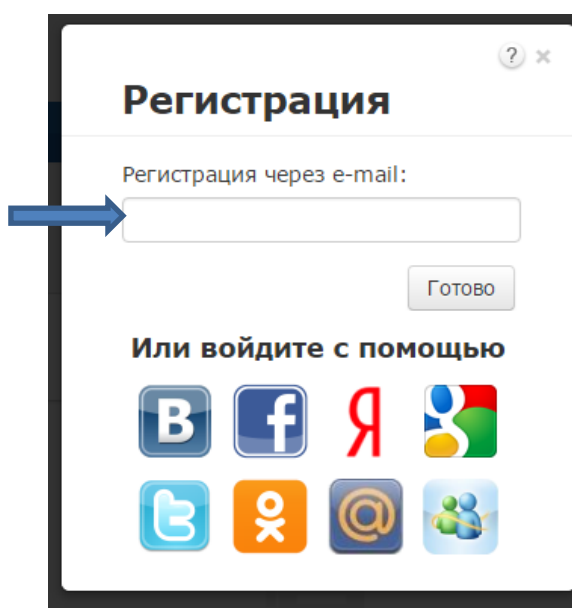 ? ×
Регистрация
Регистрация через e-mail:
Готово
Или войдите с помощью
B f Я g
t @